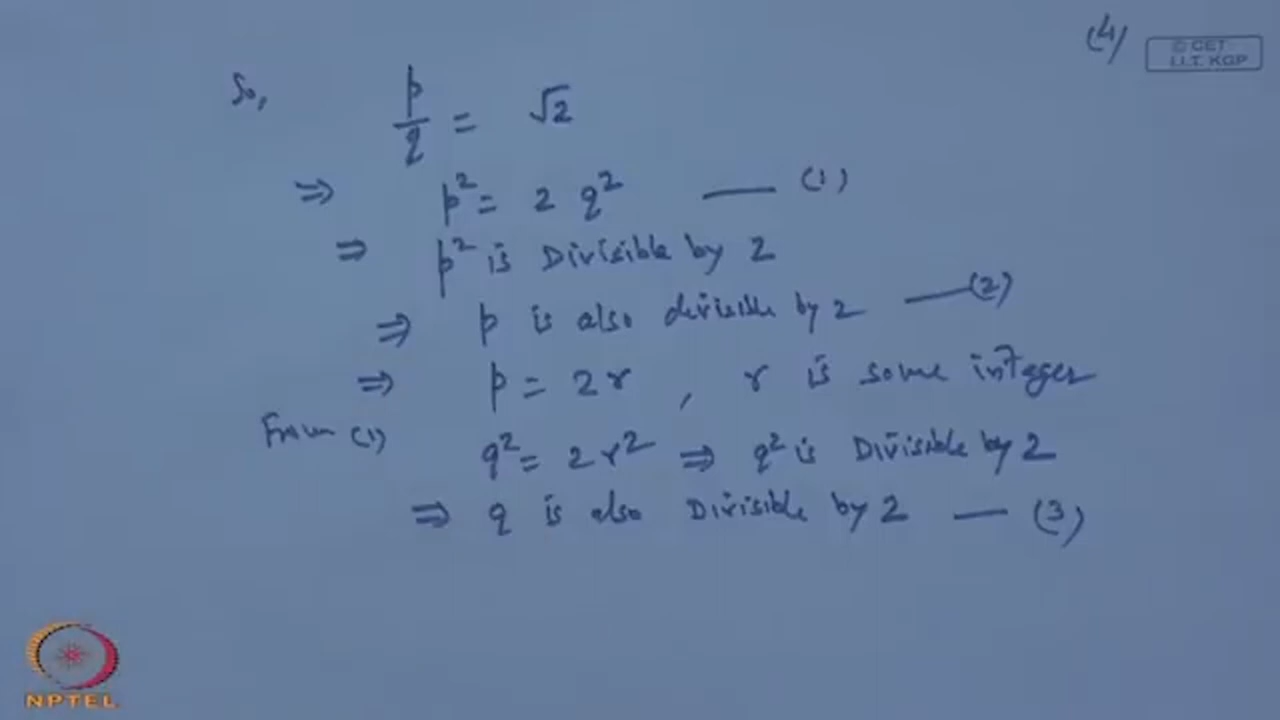 (4)
© CET
I.I.T. KGP
So, p/q = √2
⇒ p² = 2 q² — (1)
⇒ p² is Divisible by 2
⇒ p is also divisible by 2 — (2)
⇒ p = 2r , r is some integer
From (1) q² = 2r² ⇒ q² is Divisible by 2
⇒ q is also Divisible by 2 — (3)
NPTEL